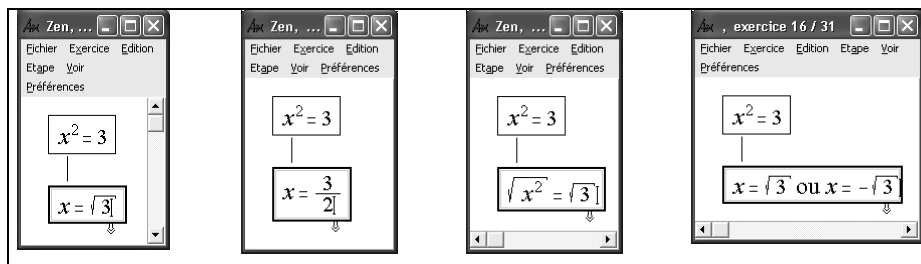 Zen, ...
Fichier Exercice Edition
Etape Voir
Préférences
x² = 3
x = √3
Zen, ...
Fichier Exercice Edition
Etape Voir Préférences
x² = 3
x = 3/2
Zen, ...
Fichier Exercice Edition
Etape Voir Préférences
x² = 3
√x² = √3
, exercice 16 / 31
Fichier Exercice Edition Etape Voir
Préférences
x² = 3
x = √3 ou x = -√3